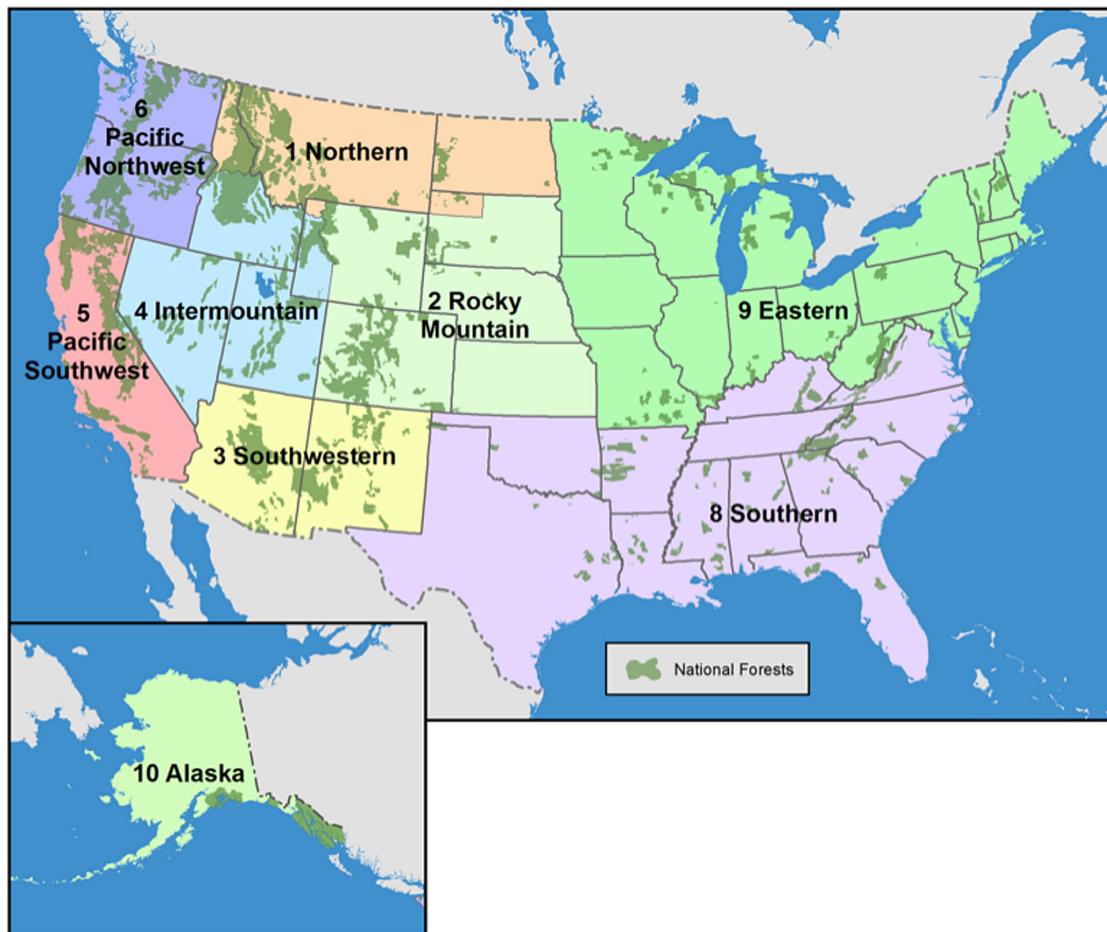 6
Pacific
Northwest
1 Northern
2 Rocky
Mountain
4 Intermountain
5
Pacific
Southwest
9 Eastern
3 Southwestern
8 Southern
National Forests
10 Alaska